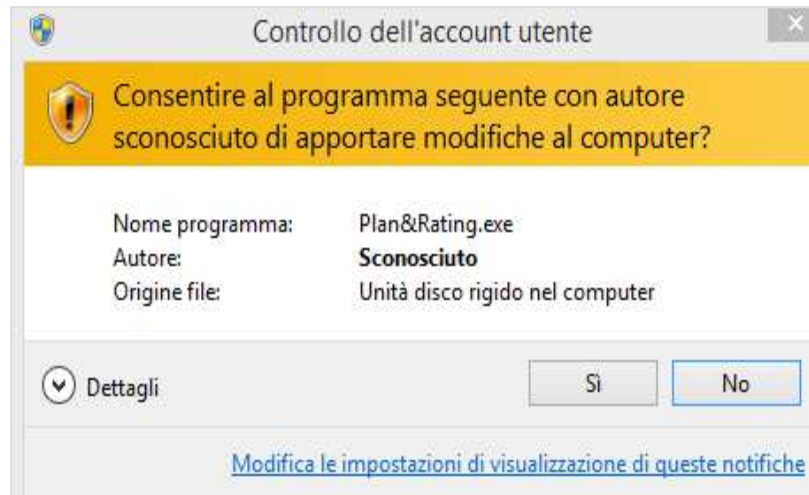 Controllo dell'account utente
Consentire al programma seguente con autore
sconosciuto di apportare modifiche al computer?
Nome programma: Plan&Rating.exe
Autore: Sconosciuto
Origine file: Unità disco rigido nel computer
Dettagli Sì No
Modifica le impostazioni di visualizzazione di queste notifiche